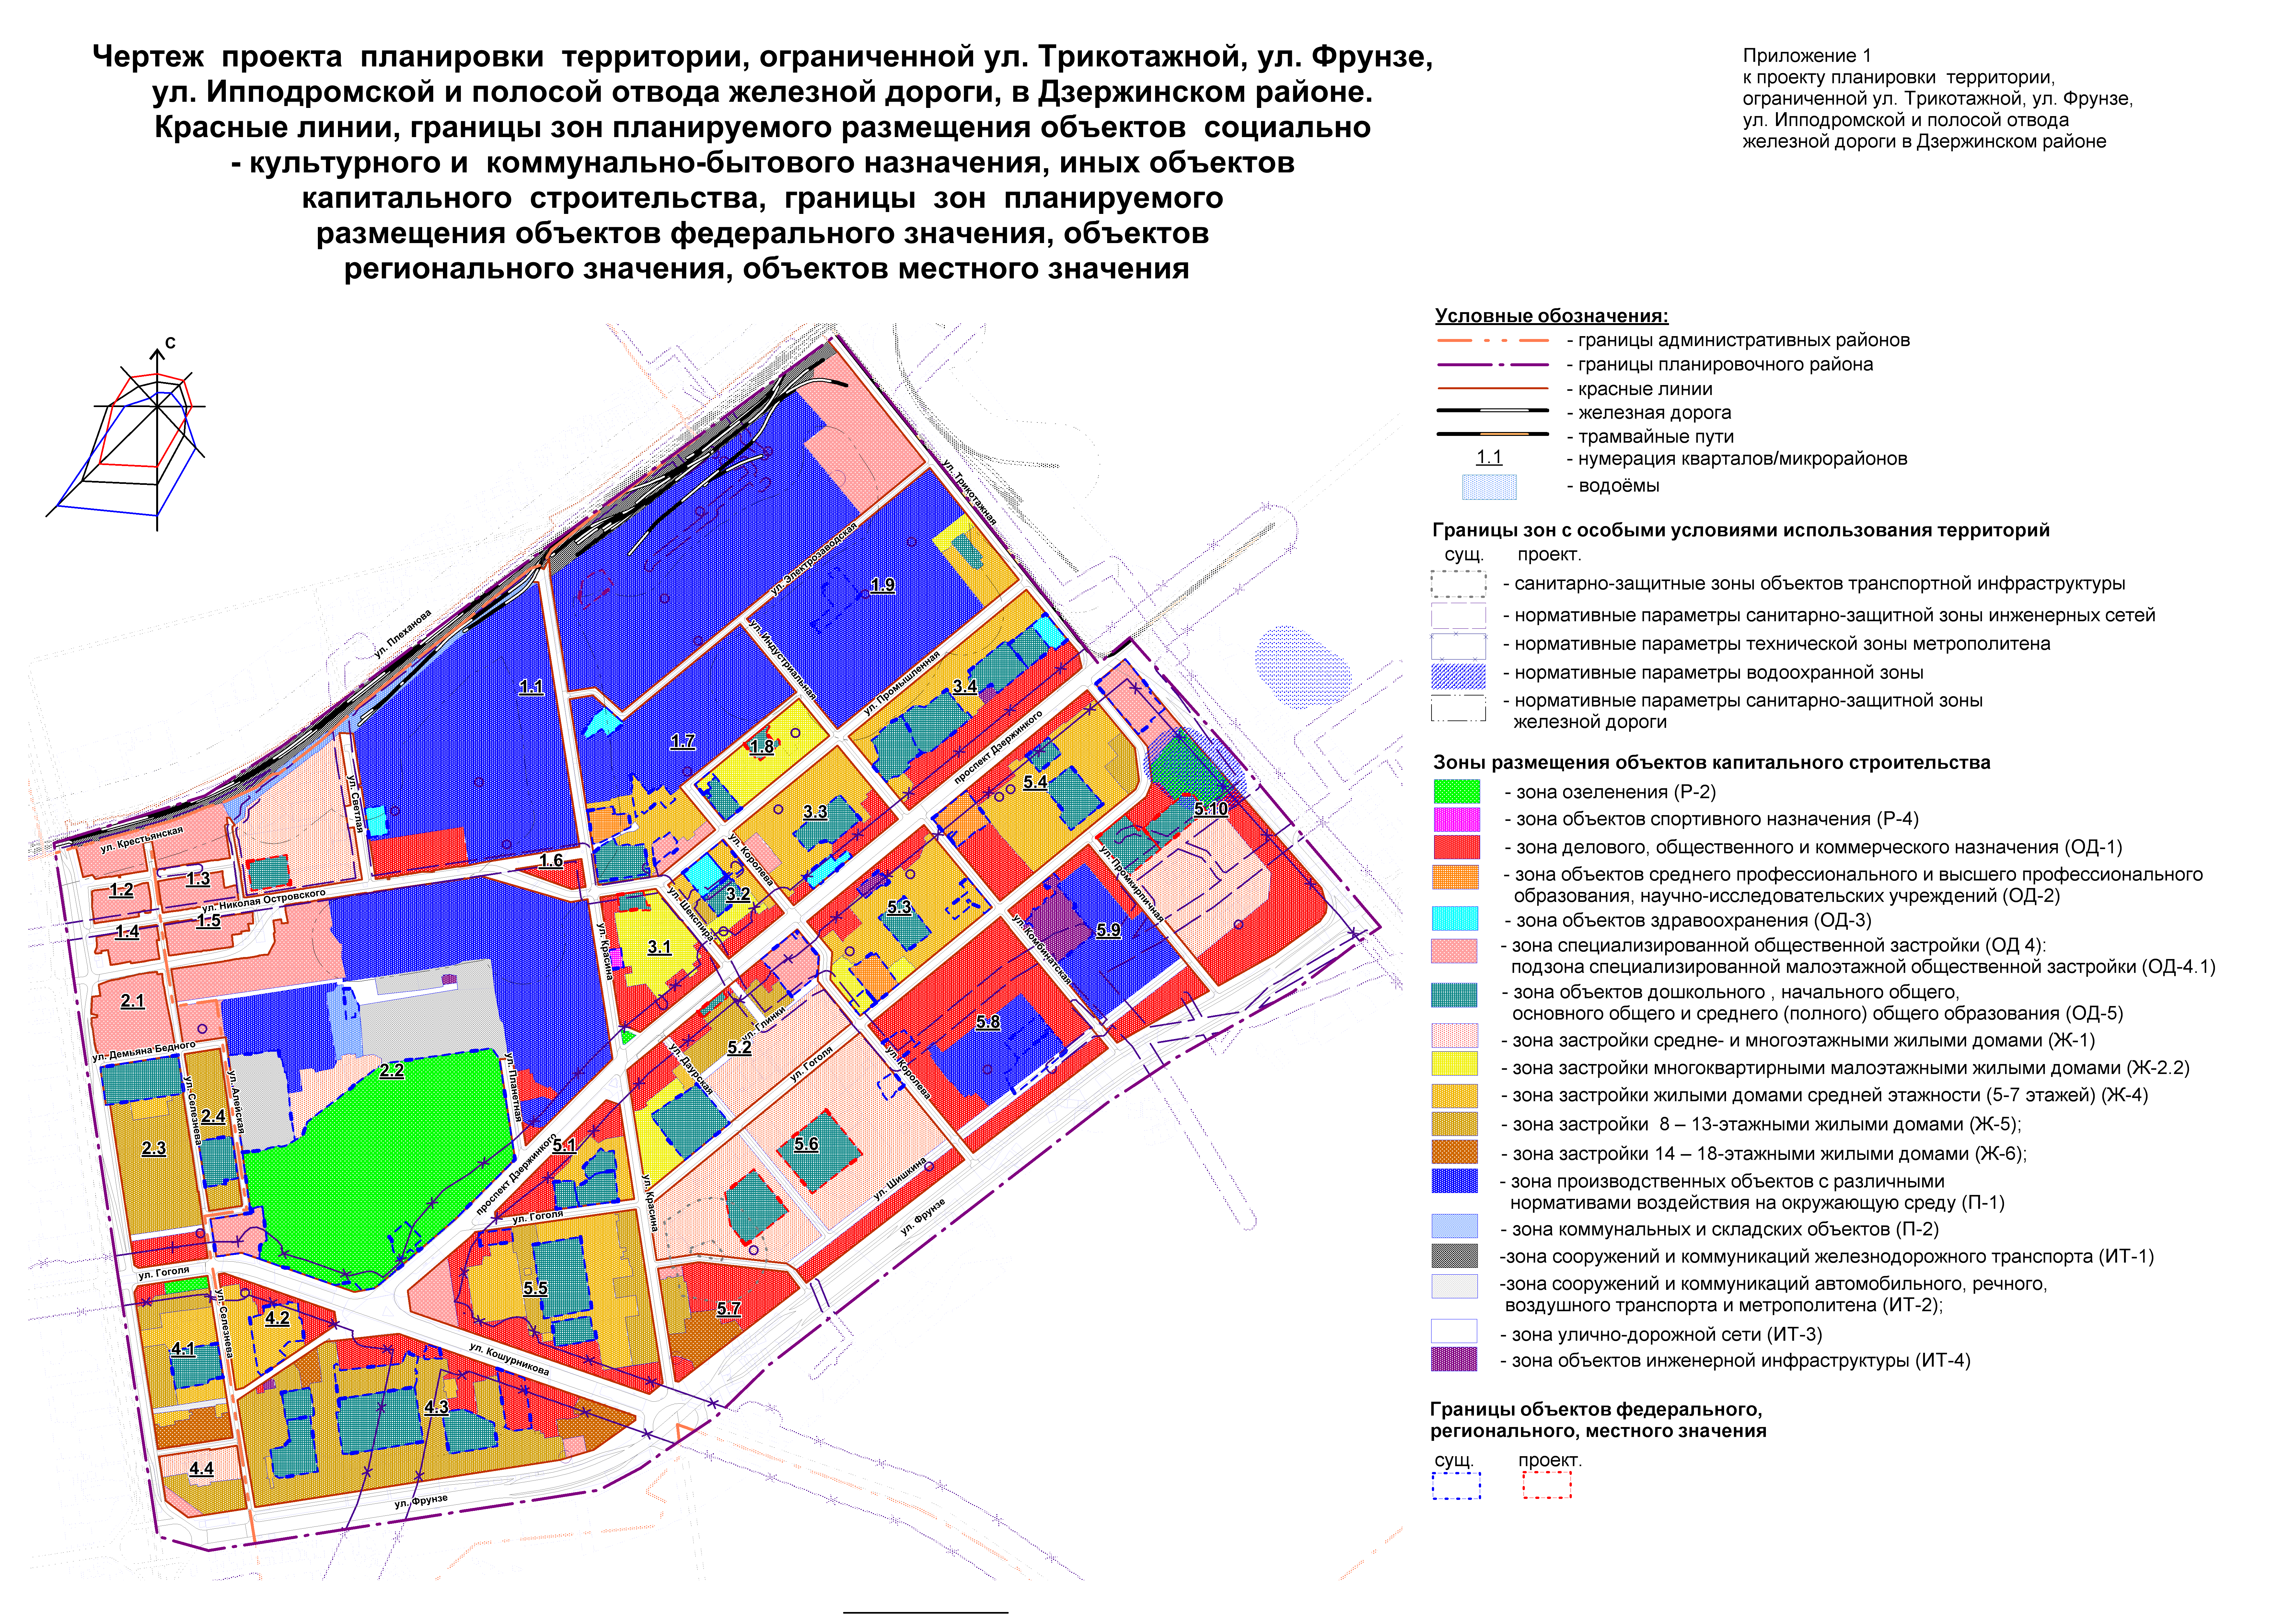 Чертеж проекта планировки территории, ограниченной ул. Трикотажной, ул. Фрунзе,
ул. Ипподромской и полосой отвода железной дороги, в Дзержинском районе.
Красные линии, границы зон планируемого размещения объектов социально
- культурного и коммунально-бытового назначения, иных объектов
капитального строительства, границы зон планируемого
размещения объектов федерального значения, объектов
регионального значения, объектов местного значения
Приложение 1
к проекту планировки территории,
ограниченной ул. Трикотажной, ул. Фрунзе,
ул. Ипподромской и полосой отвода
железной дороги в Дзержинском районе
С
ул. Трикотажная
ул. Электрозаводская
1.9
ул. Плеханова
ул. Индустриальная
ул. Промышленная
1.1
3.4
1.7
1.8
проспект Дзержинкого
5.4
ул. Светлая
3.3
5.10
ул. Крестьянская
ул. Королева
ул. Промкирпичная
1.6
1.2
1.3
ул. Николая Островского
3.2
ул. Шекспира
5.3
1.5
1.4
ул. Красина
3.1
ул. Комбинатская
5.9
2.1
5.8
ул. Глинки
5.2
ул. Демьяна Бедного
2.2
ул. Даурская
ул. Гоголя
ул. Королева
ул. Планетная
ул. Селезнева
ул. Алейская
2.4
2.3
5.1
5.6
проспект Дзержинкого
ул. Шишкина
ул. Красина
ул. Гоголя
ул. Фрунзе
ул. Гоголя
5.5
5.7
ул. Селезнева
4.2
4.1
ул. Кошурникова
4.3
4.4
ул. Фрунзе
Условные обозначения:
- границы административных районов
- границы планировочного района
- красные линии
- железная дорога
- трамвайные пути
1.1 - нумерация кварталов/микрорайонов
- водоёмы
Границы зон с особыми условиями использования территорий
сущ. проект.
- санитарно-защитные зоны объектов транспортной инфраструктуры
- нормативные параметры санитарно-защитной зоны инженерных сетей
- нормативные параметры технической зоны метрополитена
- нормативные параметры водоохранной зоны
- нормативные параметры санитарно-защитной зоны
железной дороги
Зоны размещения объектов капитального строительства
- зона озеленения (Р-2)
- зона объектов спортивного назначения (Р-4)
- зона делового, общественного и коммерческого назначения (ОД-1)
- зона объектов среднего профессионального и высшего профессионального
образования, научно-исследовательских учреждений (ОД-2)
- зона объектов здравоохранения (ОД-3)
- зона специализированной общественной застройки (ОД 4):
подзона специализированной малоэтажной общественной застройки (ОД-4.1)
- зона объектов дошкольного , начального общего,
основного общего и среднего (полного) общего образования (ОД-5)
- зона застройки средне- и многоэтажными жилыми домами (Ж-1)
- зона застройки многоквартирными малоэтажными жилыми домами (Ж-2.2)
- зона застройки жилыми домами средней этажности (5-7 этажей) (Ж-4)
- зона застройки 8 – 13-этажными жилыми домами (Ж-5);
- зона застройки 14 – 18-этажными жилыми домами (Ж-6);
- зона производственных объектов с различными
нормативами воздействия на окружающую среду (П-1)
- зона коммунальных и складских объектов (П-2)
-зона сооружений и коммуникаций железнодорожного транспорта (ИТ-1)
-зона сооружений и коммуникаций автомобильного, речного,
воздушного транспорта и метрополитена (ИТ-2);
- зона улично-дорожной сети (ИТ-3)
- зона объектов инженерной инфраструктуры (ИТ-4)
Границы объектов федерального,
регионального, местного значения
сущ. проект.